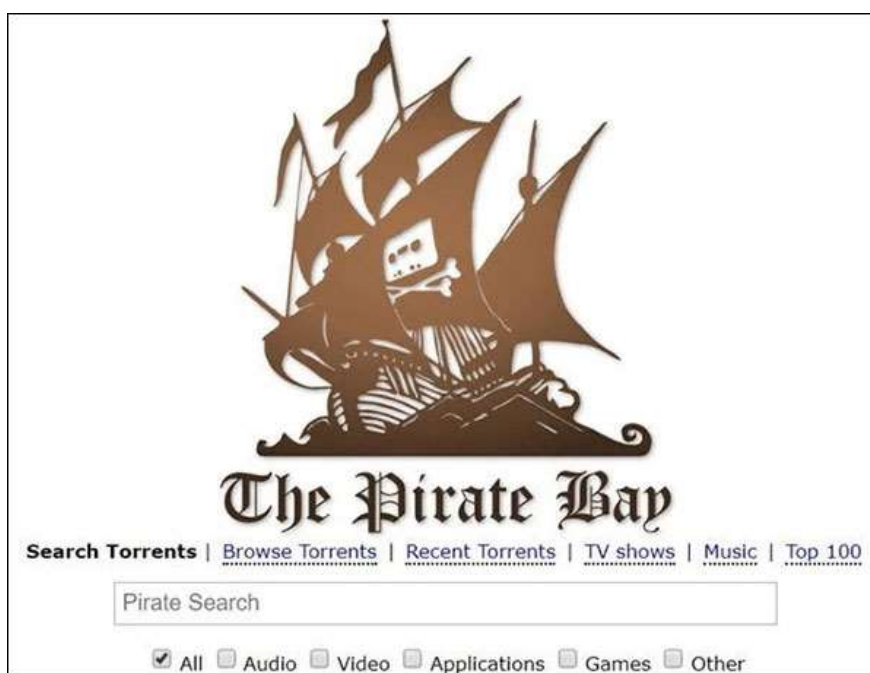 The Pirate Bay
Search Torrents | Browse Torrents | Recent Torrents | TV shows | Music | Top 100
Pirate Search
All Audio Video Applications Games Other